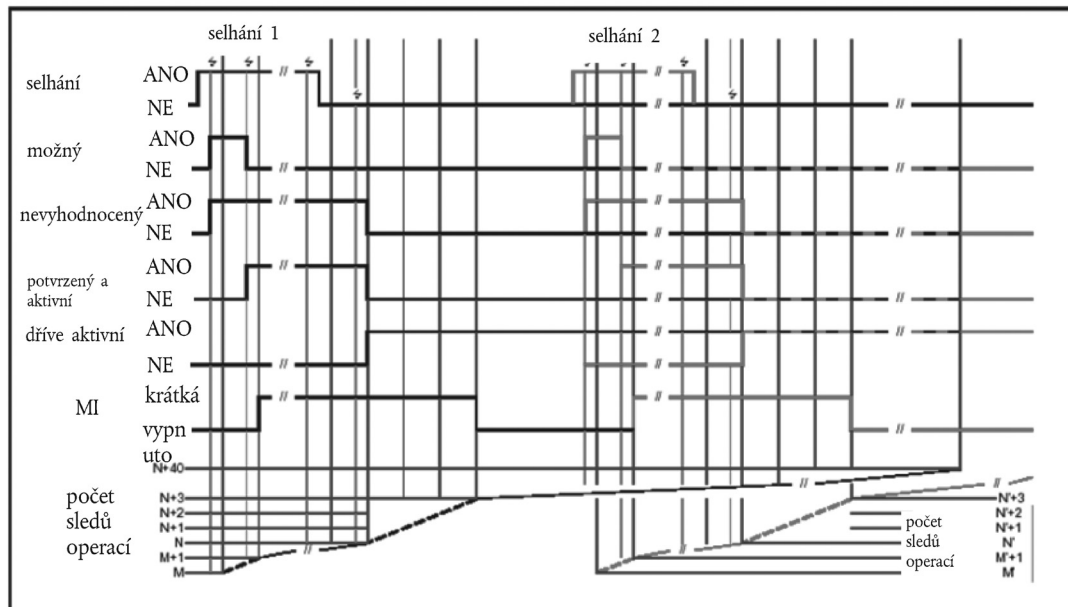 selhání 1
selhání 2
selhání
ANO
NE
možný
ANO
NE
nevyhodnocený
ANO
NE
potvrzený a
aktivní
ANO
NE
dříve aktivní
ANO
NE
MI
krátká
vypn
uto
počet
sledů
operací
N+40
N+3
N+2
N+1
N
M+1
M
počet
sledů
operací
N'+3
N'+2
N'+1
N'
M'+1
M'